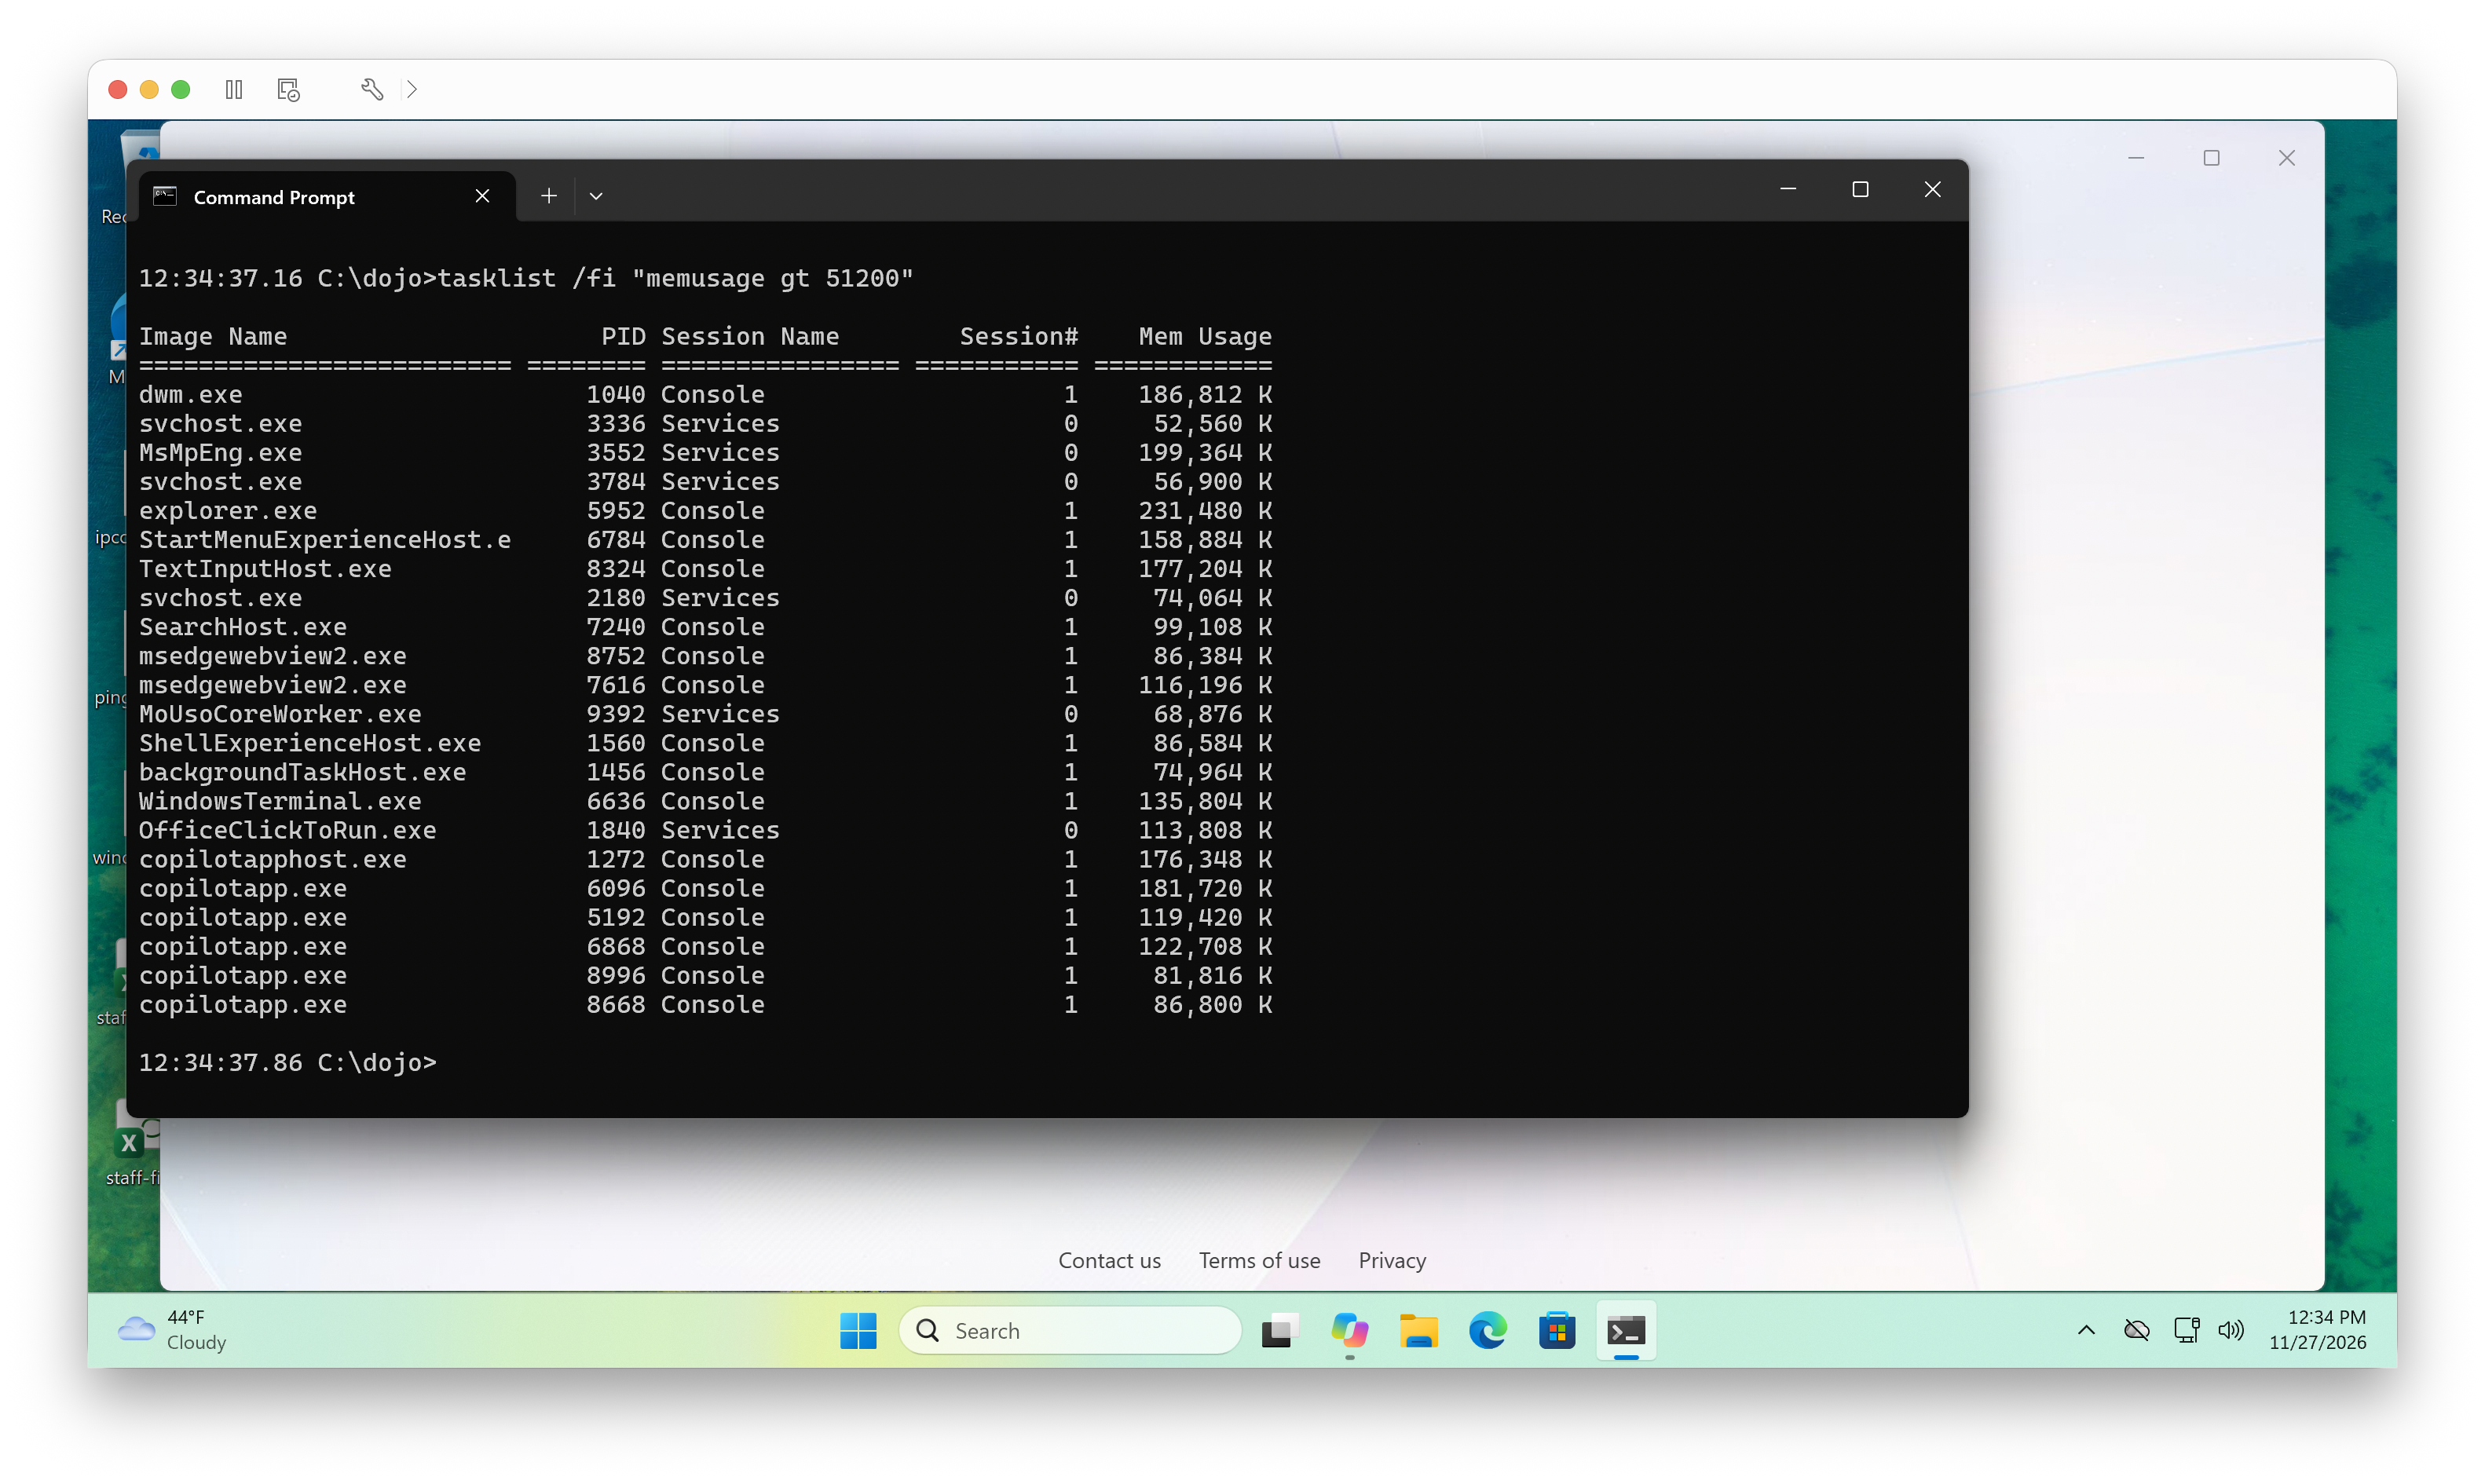 Command Prompt
12:34:37.16 C:\dojo>tasklist /fi "memusage gt 51200"
Image Name                     PID Session Name        Session#    Mem Usage
========================= ======== ================ =========== ============
dwm.exe                       1040 Console                    1    186,812 K
svchost.exe                   3336 Services                   0     52,560 K
MsMpEng.exe                   3552 Services                   0    199,364 K
svchost.exe                   3784 Services                   0     56,900 K
explorer.exe                  5952 Console                    1    231,480 K
StartMenuExperienceHost.e     6784 Console                    1    158,884 K
TextInputHost.exe             8324 Console                    1    177,204 K
svchost.exe                   2180 Services                   0     74,064 K
SearchHost.exe                7240 Console                    1     99,108 K
msedgewebview2.exe            8752 Console                    1     86,384 K
msedgewebview2.exe            7616 Console                    1    116,196 K
MoUsoCoreWorker.exe           9392 Services                   0     68,876 K
ShellExperienceHost.exe       1560 Console                    1     86,584 K
backgroundTaskHost.exe        1456 Console                    1     74,964 K
WindowsTerminal.exe           6636 Console                    1    135,804 K
OfficeClickToRun.exe          1840 Services                   0    113,808 K
copilotapphost.exe            1272 Console                    1    176,348 K
copilotapp.exe                6096 Console                    1    181,720 K
copilotapp.exe                5192 Console                    1    119,420 K
copilotapp.exe                6868 Console                    1    122,708 K
copilotapp.exe                8996 Console                    1     81,816 K
copilotapp.exe                8668 Console                    1     86,800 K
12:34:37.86 C:\dojo>
Rec
M
ipco
ping
wind
staf
staff-fi
Contact us Terms of use Privacy
44°F
Cloudy
Search
12:34 PM
11/27/2026